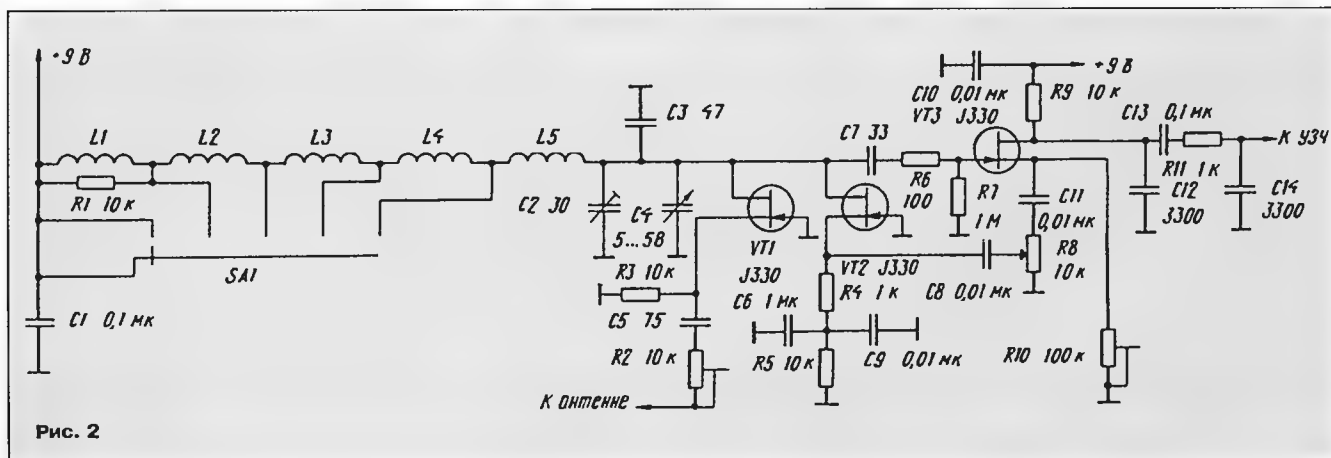 +9 В
L1
L2
L3
L4
L5
R1 10 к
SA1
C1 0,1 мк
C3 47
C2 30
C4
5...58
VT1
J330
R3 10 к
C5 75
R2 10 к
К антенне
C7 33
R6
100
R7
1 М
VT2 J330
R4 1 к
C6 1 мк
R5 10 к
C9 0,01 мк
C8 0,01 мк
C10 0,01 мк
VT3 J330
+9 В
R9 10 к
C13 0,1 мк
R11 1 к
К УЗЧ
C12
3300
C14
3300
C11
0,01 мк
R8
10 к
R10 100 к
Рис. 2